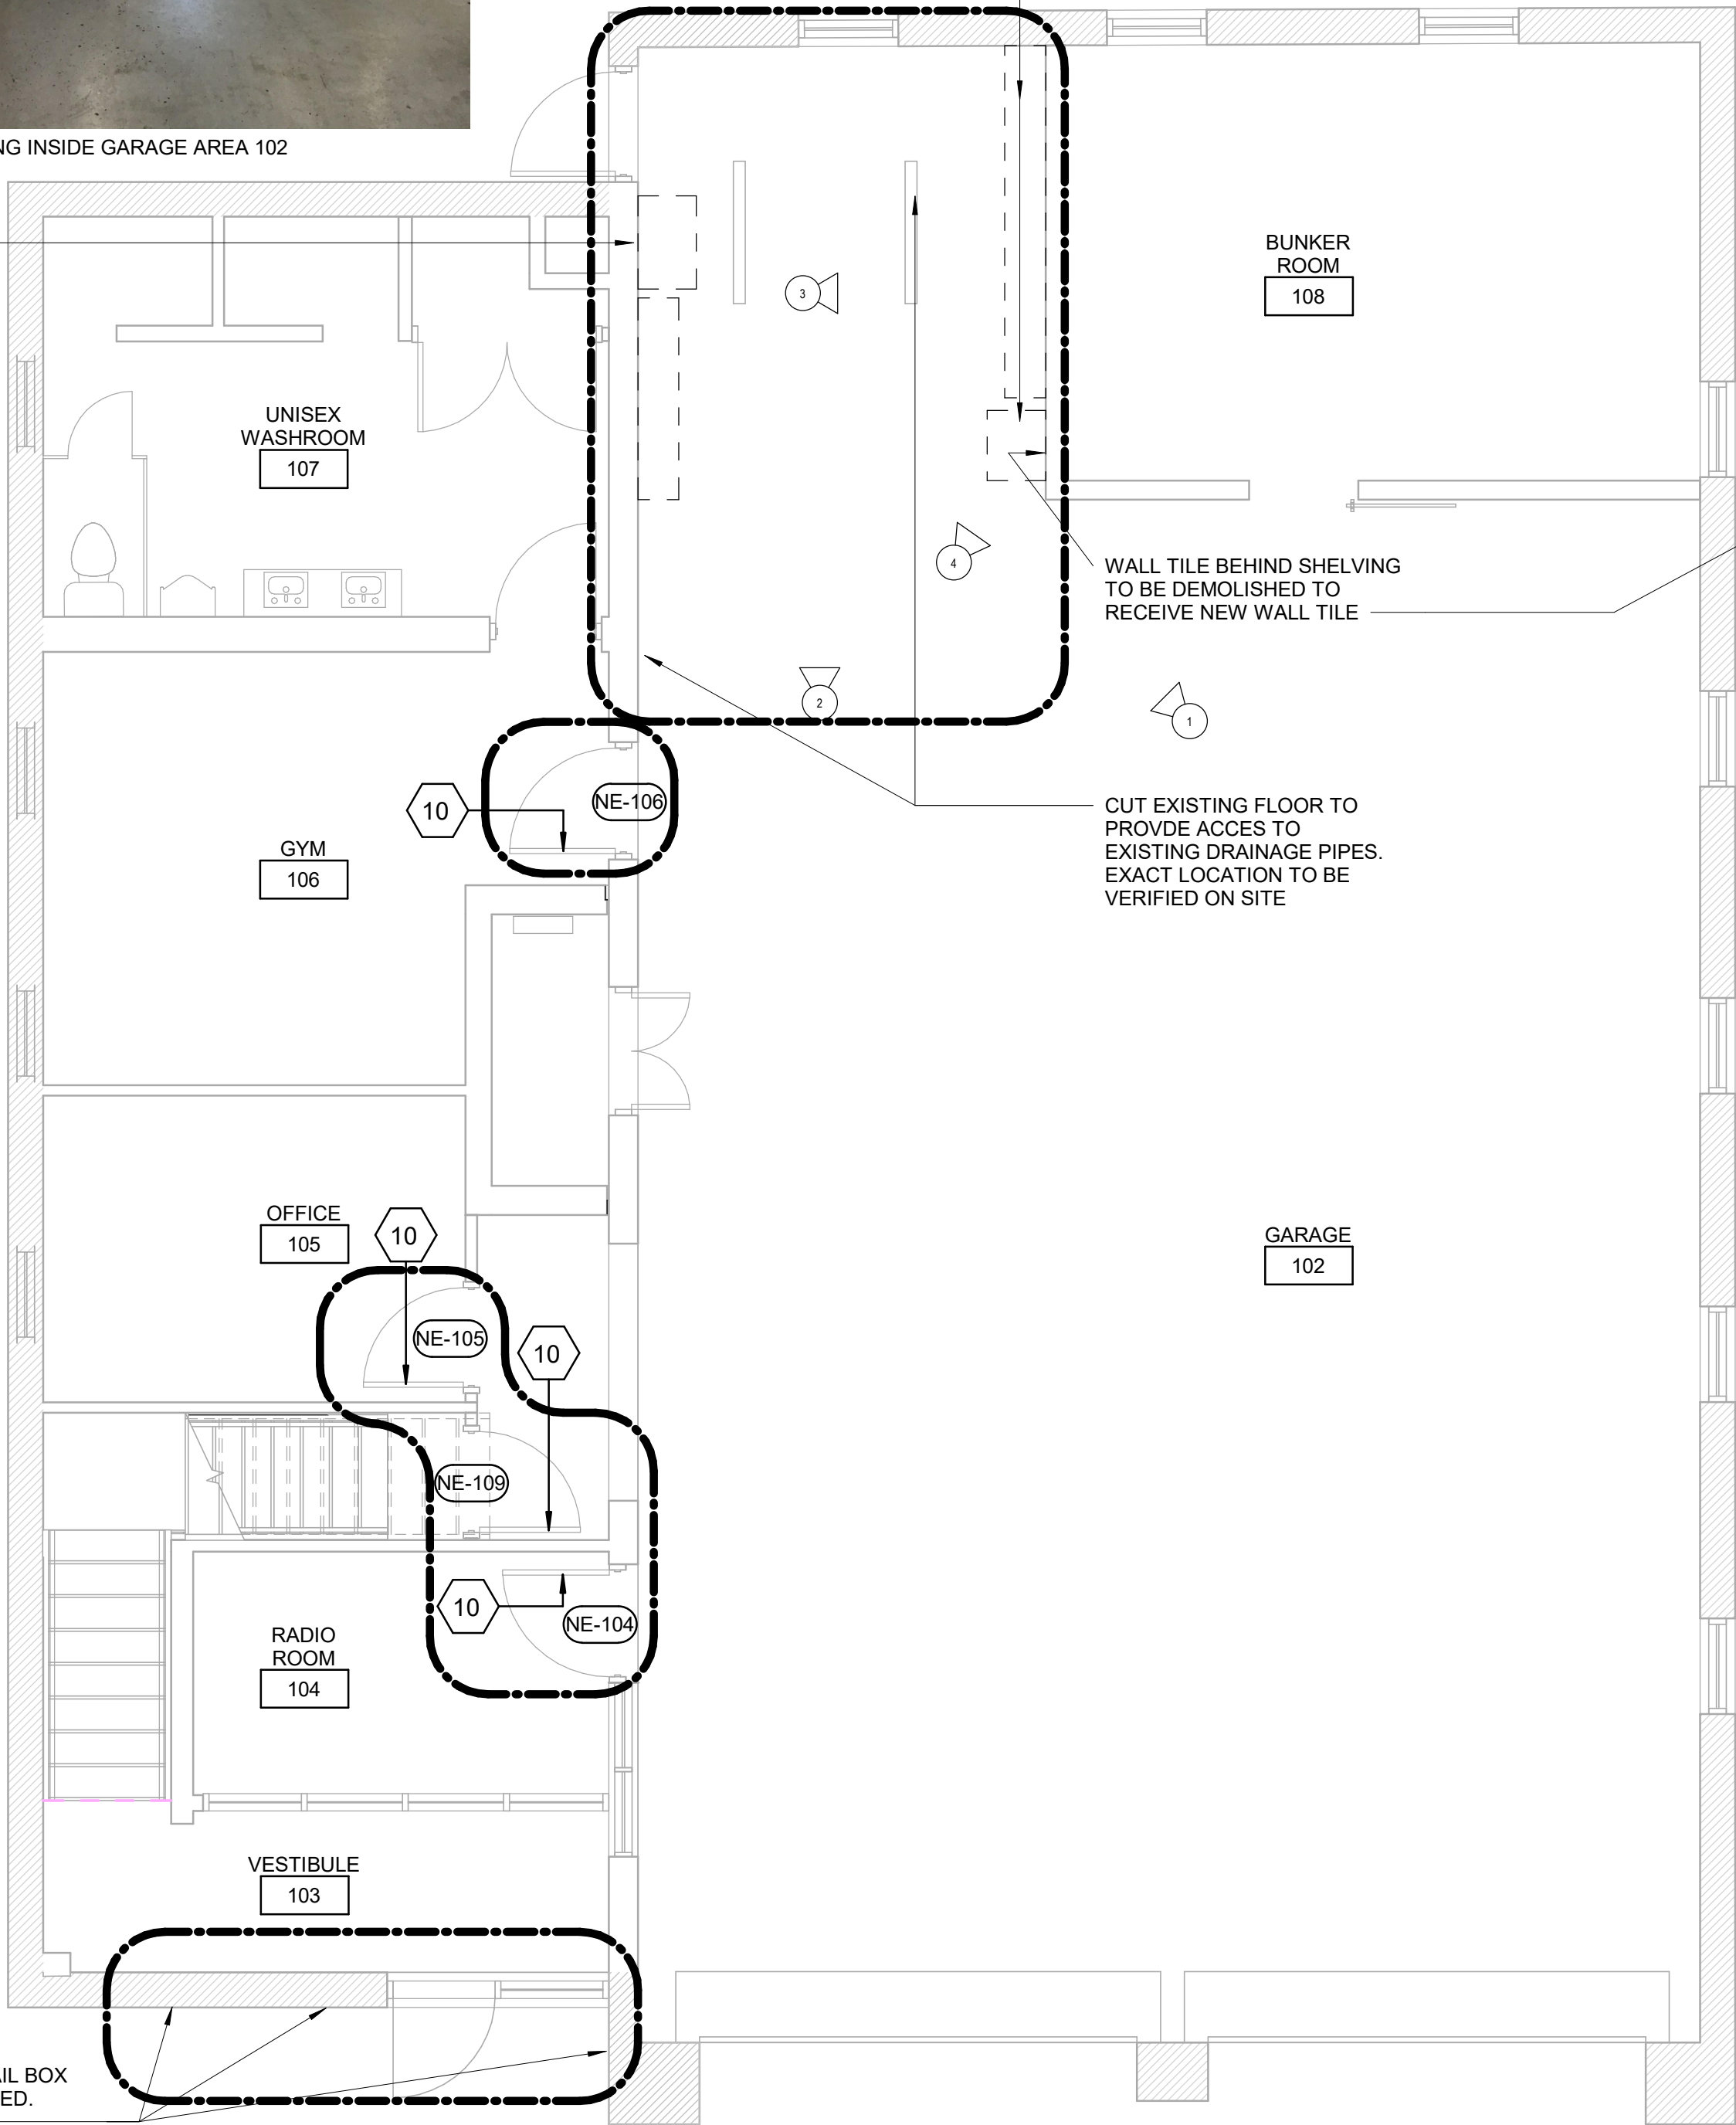 NG INSIDE GARAGE AREA 102
BUNKER
ROOM
108
3
UNISEX
WASHROOM
107
4
WALL TILE BEHIND SHELVING
TO BE DEMOLISHED TO
RECEIVE NEW WALL TILE
2
1
10
NE-106
CUT EXISTING FLOOR TO
PROVDE ACCES TO
EXISTING DRAINAGE PIPES.
EXACT LOCATION TO BE
VERIFIED ON SITE
GYM
106
OFFICE
105
10
GARAGE
102
NE-105
10
NE-109
10
NE-104
RADIO
ROOM
104
VESTIBULE
103
AIL BOX
ED.